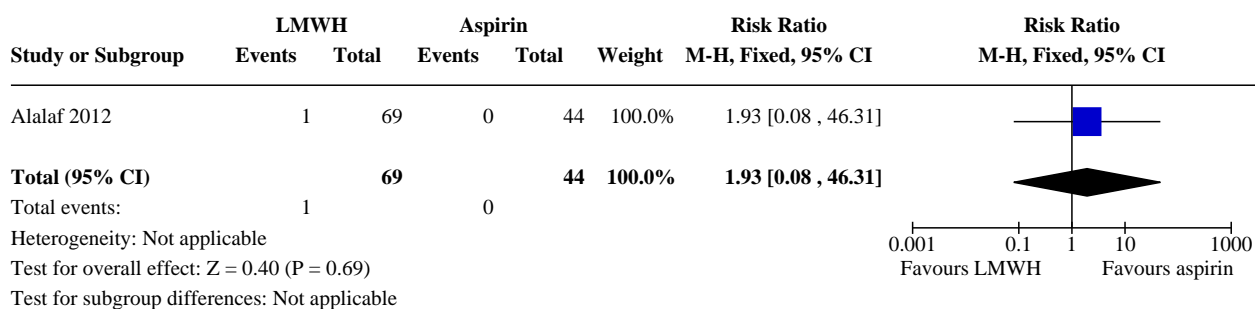 LMWH Aspirin Risk Ratio Risk Ratio
Study or Subgroup Events Total Events Total Weight M-H, Fixed, 95% CI M-H, Fixed, 95% CI
Alalaf 2012 1 69 0 44 100.0% 1.93 [0.08 , 46.31]
Total (95% CI) 69 44 100.0% 1.93 [0.08 , 46.31]
Total events: 1 0
Heterogeneity: Not applicable
0.001 0.1 1 10 1000
Test for overall effect: Z = 0.40 (P = 0.69)
Favours LMWH Favours aspirin
Test for subgroup differences: Not applicable